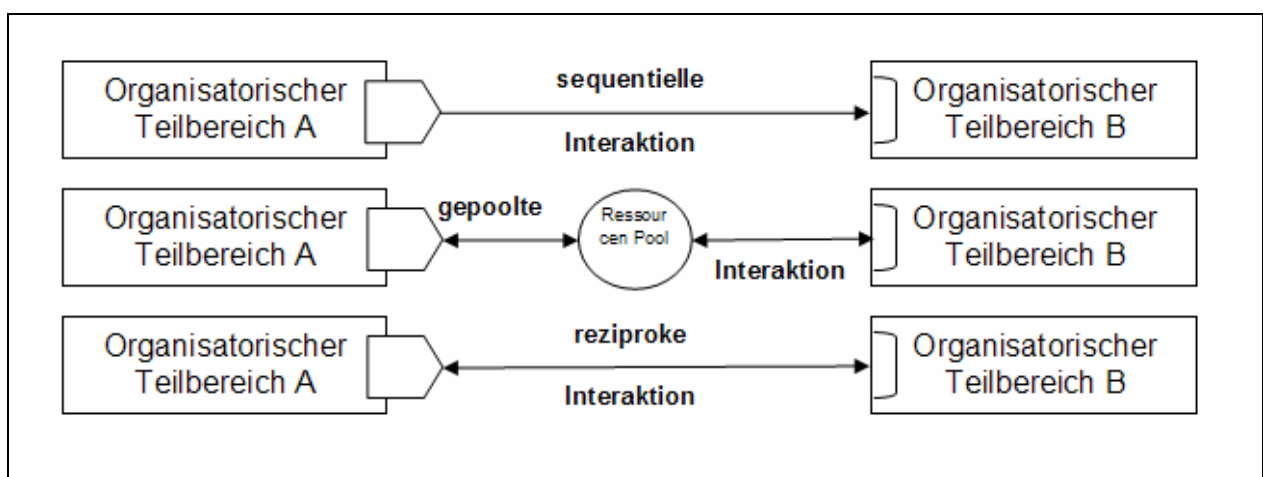 Organisatorischer
Teilbereich A
sequentielle
Interaktion
Organisatorischer
Teilbereich B
Organisatorischer
Teilbereich A
gepoolte
Ressour
cen Pool
Interaktion
Organisatorischer
Teilbereich B
Organisatorischer
Teilbereich A
reziproke
Interaktion
Organisatorischer
Teilbereich B